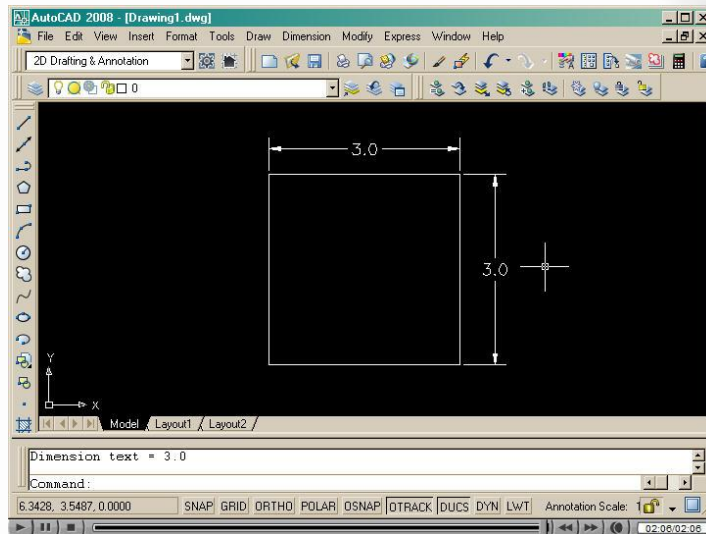 AutoCAD 2008 - [Drawing1.dwg]
File Edit View Insert Format Tools Draw Dimension Modify Express Window Help
2D Drafting & Annotation
0
3.0
3.0
Y
X
Model Layout1 Layout2
Dimension text = 3.0
Command:
6.3428, 3.5487, 0.0000 SNAP GRID ORTHO POLAR OSNAP OTRACK DUCS DYN LWT Annotation Scale: 1
02:06/02:06